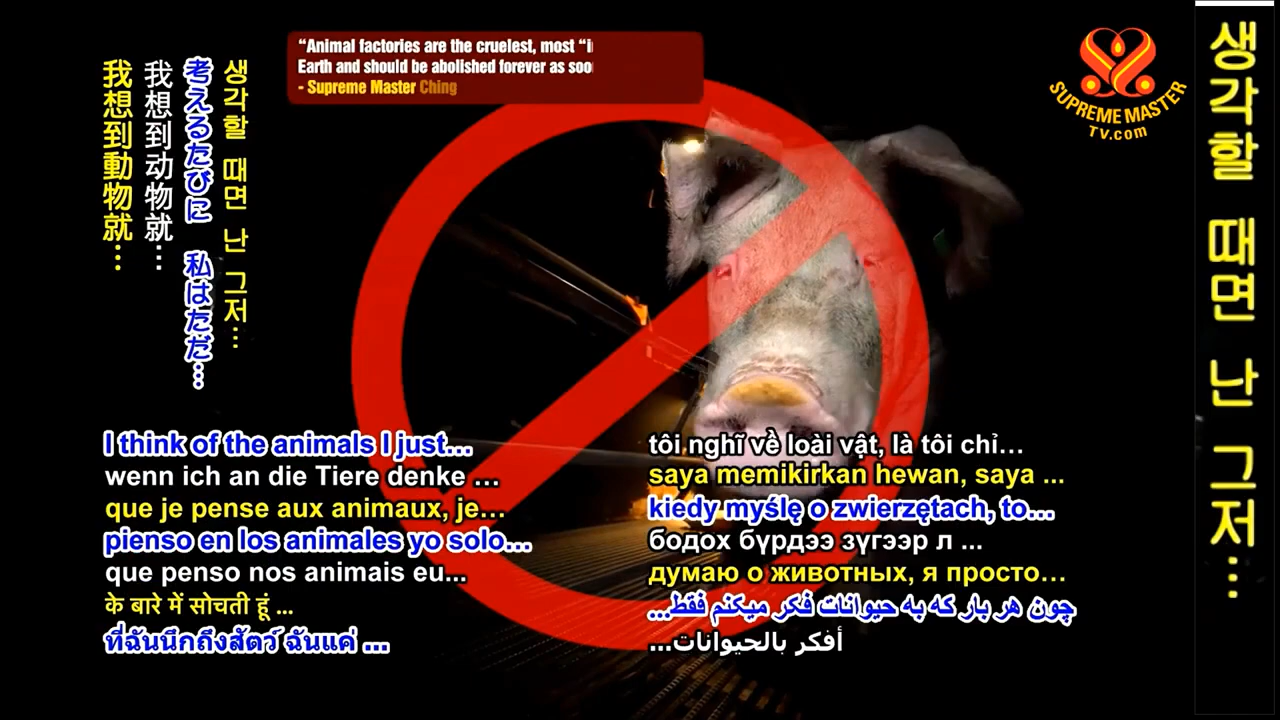 “Animal factories are the cruelest, most “i
Earth and should be abolished forever as soo
- Supreme Master Ching
SUPREME MASTER
TV.com
생각할 때면 난 그저…
생각할 때면 난 그저…
考えるたびに 私はただ…
我想到动物就…
我想到動物就…
I think of the animals I just...
wenn ich an die Tiere denke …
que je pense aux animaux, je…
pienso en los animales yo solo...
que penso nos animais eu...
के बारे में सोचती हूं ...
ที่ฉันนึกถึงสัตว์ ฉันแค่ ...
tôi nghĩ về loài vật, là tôi chỉ…
saya memikirkan hewan, saya ...
kiedy myślę o zwierzętach, to...
бодох бүрдээ зүгээр л ...
думаю о животных, я просто…
چون هر بار که به حیوانات فکر میکنم فقط...
أفكر بالحيوانات...